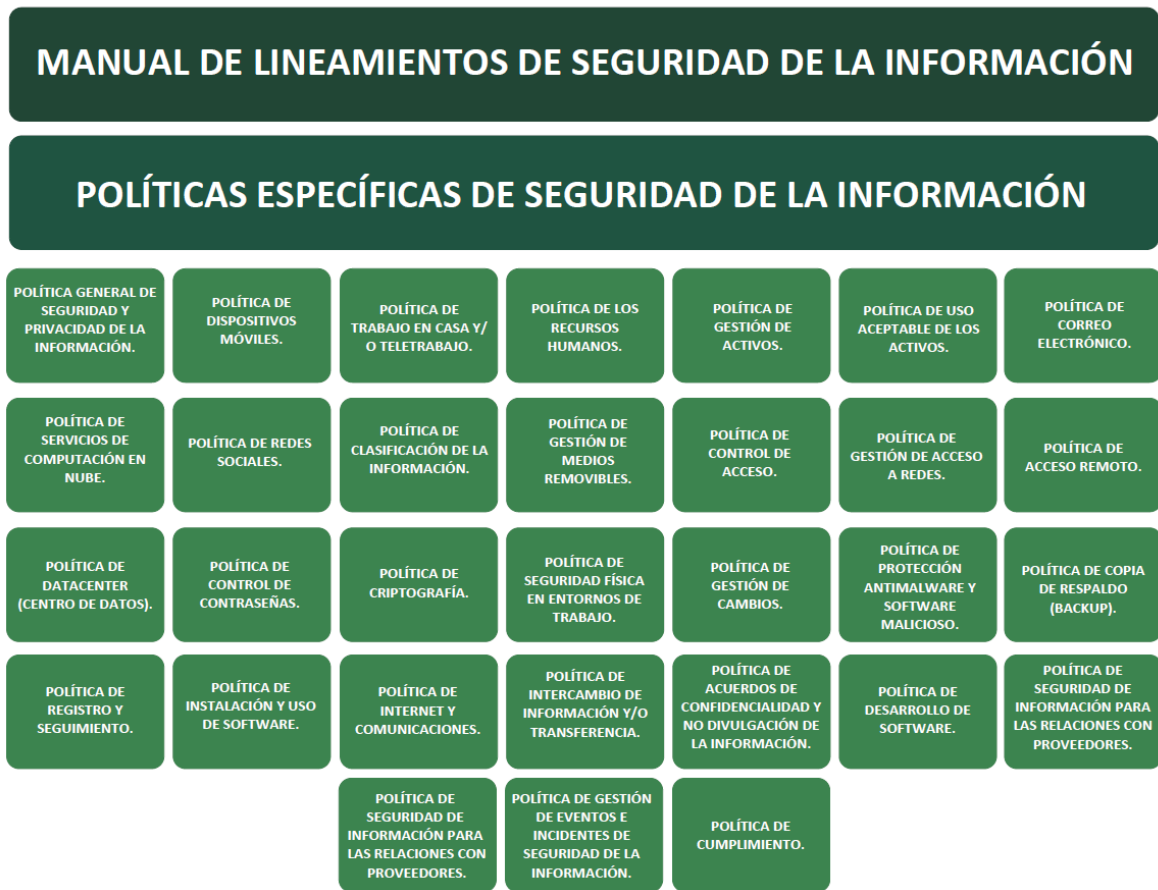 MANUAL DE LINEAMIENTOS DE SEGURIDAD DE LA INFORMACIÓN
POLÍTICAS ESPECÍFICAS DE SEGURIDAD DE LA INFORMACIÓN
POLÍTICA GENERAL DE
SEGURIDAD Y
PRIVACIDAD DE LA
INFORMACIÓN.
POLÍTICA DE
DISPOSITIVOS
MÓVILES.
POLÍTICA DE
TRABAJO EN CASA Y/
O TELETRABAJO.
POLÍTICA DE LOS
RECURSOS
HUMANOS.
POLÍTICA DE
GESTIÓN DE
ACTIVOS.
POLÍTICA DE USO
ACEPTABLE DE LOS
ACTIVOS.
POLÍTICA DE
CORREO
ELECTRÓNICO.
POLÍTICA DE
SERVICIOS DE
COMPUTACIÓN EN
NUBE.
POLÍTICA DE REDES
SOCIALES.
POLÍTICA DE
CLASIFICACIÓN DE LA
INFORMACIÓN.
POLÍTICA DE
GESTIÓN DE
MEDIOS
REMOVIBLES.
POLÍTICA DE
CONTROL DE
ACCESO.
POLÍTICA DE
GESTIÓN DE ACCESO
A REDES.
POLÍTICA DE
ACCESO REMOTO.
POLÍTICA DE
DATACENTER
(CENTRO DE DATOS).
POLÍTICA DE
CONTROL DE
CONTRASEÑAS.
POLÍTICA DE
CRIPTOGRAFÍA.
POLÍTICA DE
SEGURIDAD FÍSICA
EN ENTORNOS DE
TRABAJO.
POLÍTICA DE
GESTIÓN DE
CAMBIOS.
POLÍTICA DE
PROTECCIÓN
ANTIMALWARE Y
SOFTWARE
MALICIOSO.
POLÍTICA DE COPIA
DE RESPALDO
(BACKUP).
POLÍTICA DE
REGISTRO Y
SEGUIMIENTO.
POLÍTICA DE
INSTALACIÓN Y USO
DE SOFTWARE.
POLÍTICA DE
INTERNET Y
COMUNICACIONES.
POLÍTICA DE
INTERCAMBIO DE
INFORMACIÓN Y/O
TRANSFERENCIA.
POLÍTICA DE
ACUERDOS DE
CONFIDENCIALIDAD Y
NO DIVULGACIÓN DE
LA INFORMACIÓN.
POLÍTICA DE
DESARROLLO DE
SOFTWARE.
POLÍTICA DE
SEGURIDAD DE
INFORMACIÓN PARA
LAS RELACIONES CON
PROVEEDORES.
POLÍTICA DE
SEGURIDAD DE
INFORMACIÓN PARA
LAS RELACIONES CON
PROVEEDORES.
POLÍTICA DE GESTIÓN
DE EVENTOS E
INCIDENTES DE
SEGURIDAD DE LA
INFORMACIÓN.
POLÍTICA DE
CUMPLIMIENTO.